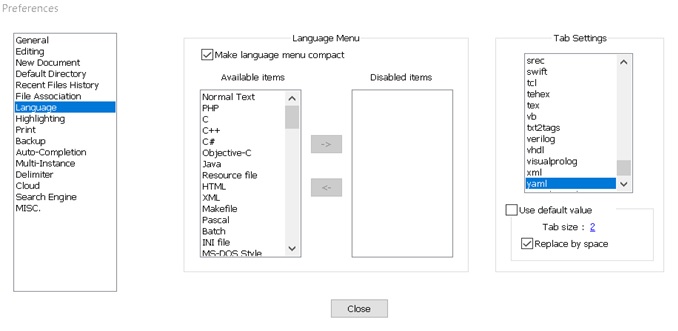 Preferences
General
Editing
New Document
Default Directory
Recent Files History
File Association
Language
Highlighting
Print
Backup
Auto-Completion
Multi-Instance
Delimiter
Cloud
Search Engine
MISC.
Language Menu
Make language menu compact
Available items
Disabled items
Normal Text
PHP
C
C++
C#
Objective-C
Java
Resource file
HTML
XML
Makefile
Pascal
Batch
INI file
MS-DOS Style
->
<-
Tab Settings
srec
swift
tcl
tehex
tex
vb
txt2tags
verilog
vhdl
visualprolog
xml
yaml
Use default value
Tab size : 2
Replace by space
Close